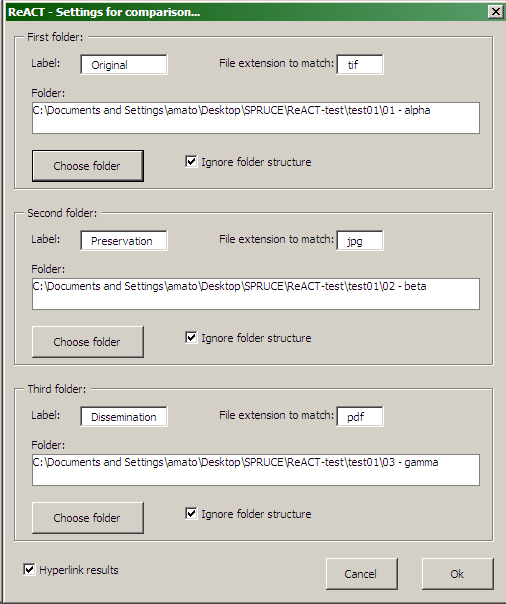 ReACT - Settings for comparison...
First folder:
Label: Original File extension to match: tif
Folder:
C:\Documents and Settings\amato\Desktop\SPRUCE\ReACT-test\test01\01 - alpha
Choose folder Ignore folder structure
Second folder:
Label: Preservation File extension to match: jpg
Folder:
C:\Documents and Settings\amato\Desktop\SPRUCE\ReACT-test\test01\02 - beta
Choose folder Ignore folder structure
Third folder:
Label: Dissemination File extension to match: pdf
Folder:
C:\Documents and Settings\amato\Desktop\SPRUCE\ReACT-test\test01\03 - gamma
Choose folder Ignore folder structure
Hyperlink results Cancel Ok